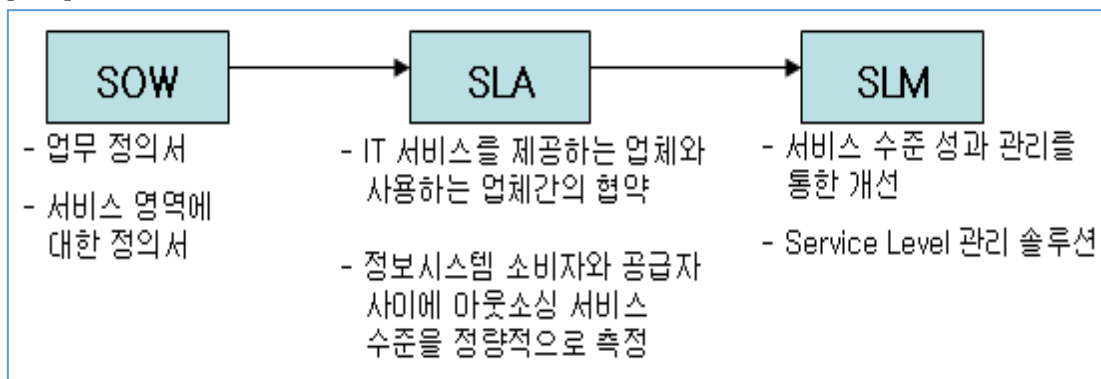 SOW
SLA
SLM
- 업무 정의서
- 서비스 영역에
대한 정의서
- IT 서비스를 제공하는 업체와
사용하는 업체간의 협약
- 정보시스템 소비자와 공급자
사이에 아웃소싱 서비스
수준을 정량적으로 측정
- 서비스 수준 성과 관리를
통한 개선
- Service Level 관리 솔루션